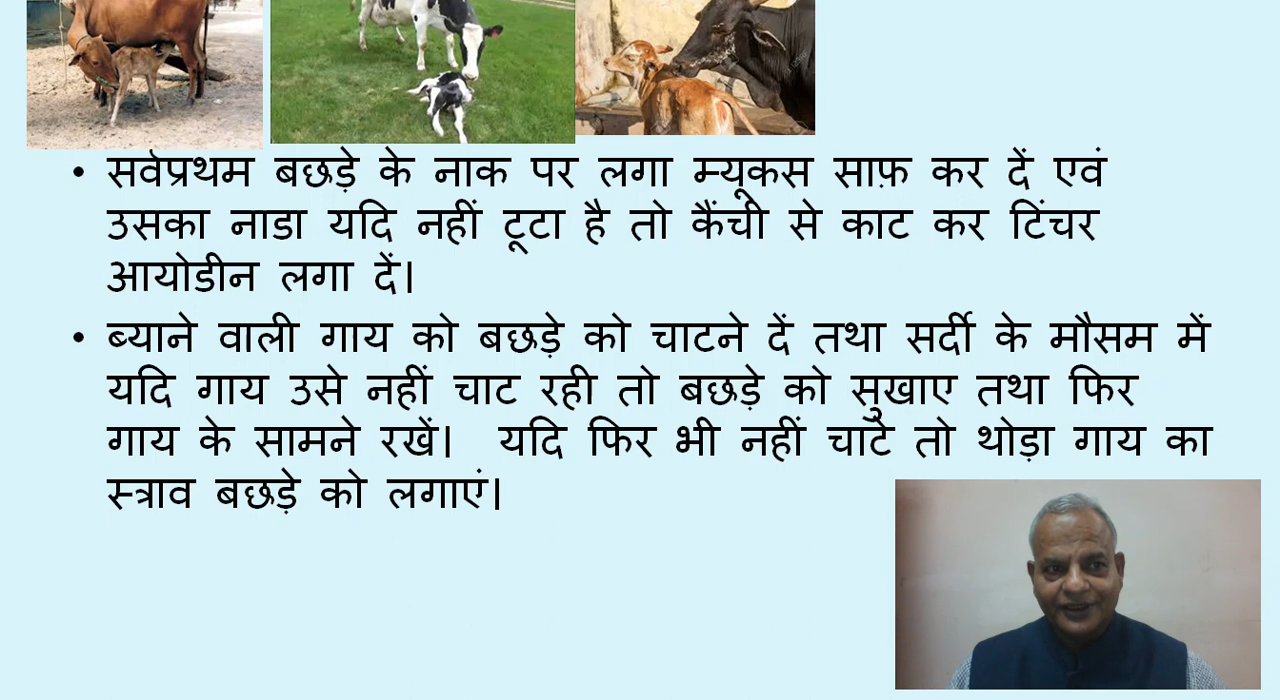 • सर्वप्रथम बछड़े के नाक पर लगा म्यूकस साफ़ कर दें एवं
उसका नाडा यदि नहीं टूटा है तो कैंची से काट कर टिंचर
आयोडीन लगा दें।
• ब्याने वाली गाय को बछड़े को चाटने दें तथा सर्दी के मौसम में
यदि गाय उसे नहीं चाट रही तो बछड़े को सुखाए तथा फिर
गाय के सामने रखें। यदि फिर भी नहीं चाटे तो थोड़ा गाय का
स्त्राव बछड़े को लगाएं।